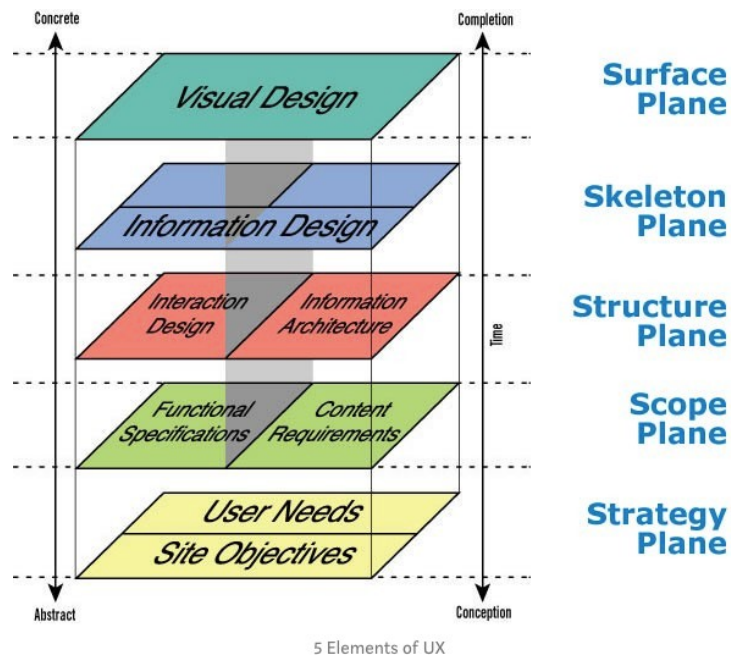 Concrete
Completion
Visual Design
Surface
Plane
Information Design
Skeleton
Plane
Interaction
Design
Information
Architecture
Structure
Plane
Time
Functional
Specifications
Content
Requirements
Scope
Plane
User Needs
Site Objectives
Strategy
Plane
Abstract
Conception
5 Elements of UX